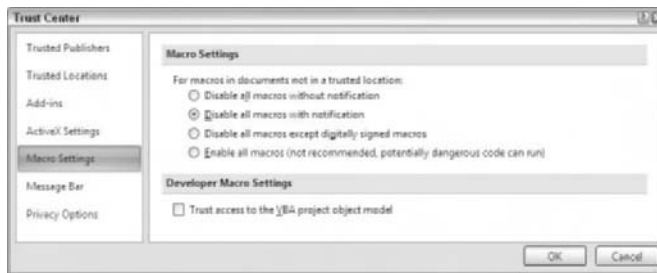 Trust Center
Trusted Publishers
Trusted Locations
Add-ins
ActiveX Settings
Macro Settings
Message Bar
Privacy Options
Macro Settings
For macros in documents not in a trusted location:
Disable all macros without notification
Disable all macros with notification
Disable all macros except digitally signed macros
Enable all macros (not recommended, potentially dangerous code can run)
Developer Macro Settings
Trust access to the VBA project object model
OK
Cancel